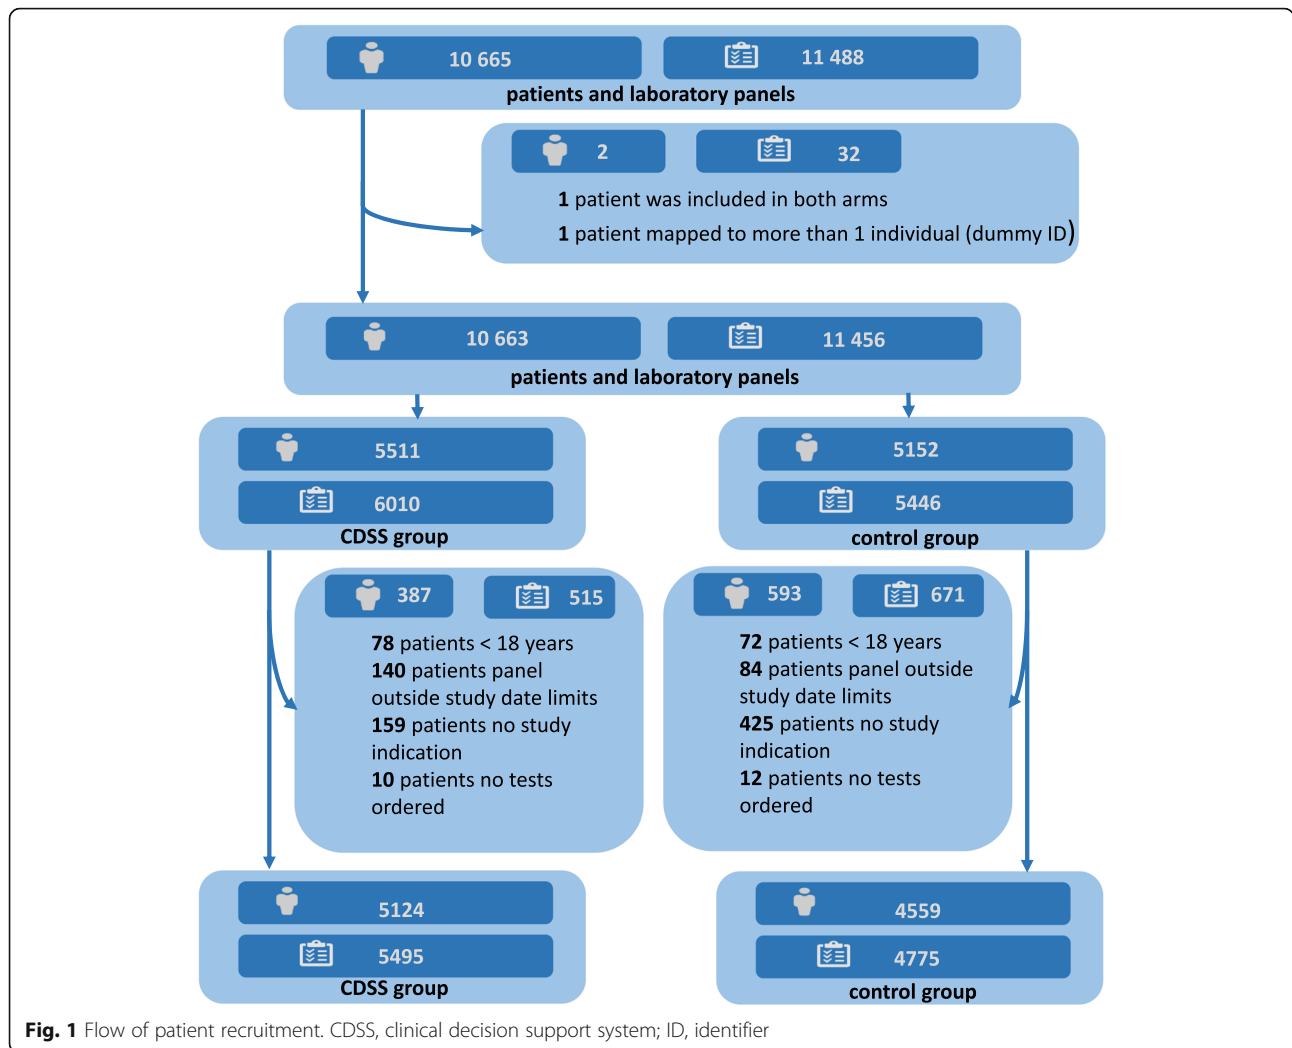 10 665
11 488
patients and laboratory panels
2
32
1 patient was included in both arms
1 patient mapped to more than 1 individual (dummy ID)
10 663
11 456
patients and laboratory panels
5511
6010
CDSS group
5152
5446
control group
387
515
78 patients < 18 years
140 patients panel
outside study date limits
159 patients no study
indication
10 patients no tests
ordered
593
671
72 patients < 18 years
84 patients panel outside
study date limits
425 patients no study
indication
12 patients no tests
ordered
5124
5495
CDSS group
4559
4775
control group
Fig. 1 Flow of patient recruitment. CDSS, clinical decision support system; ID, identifier